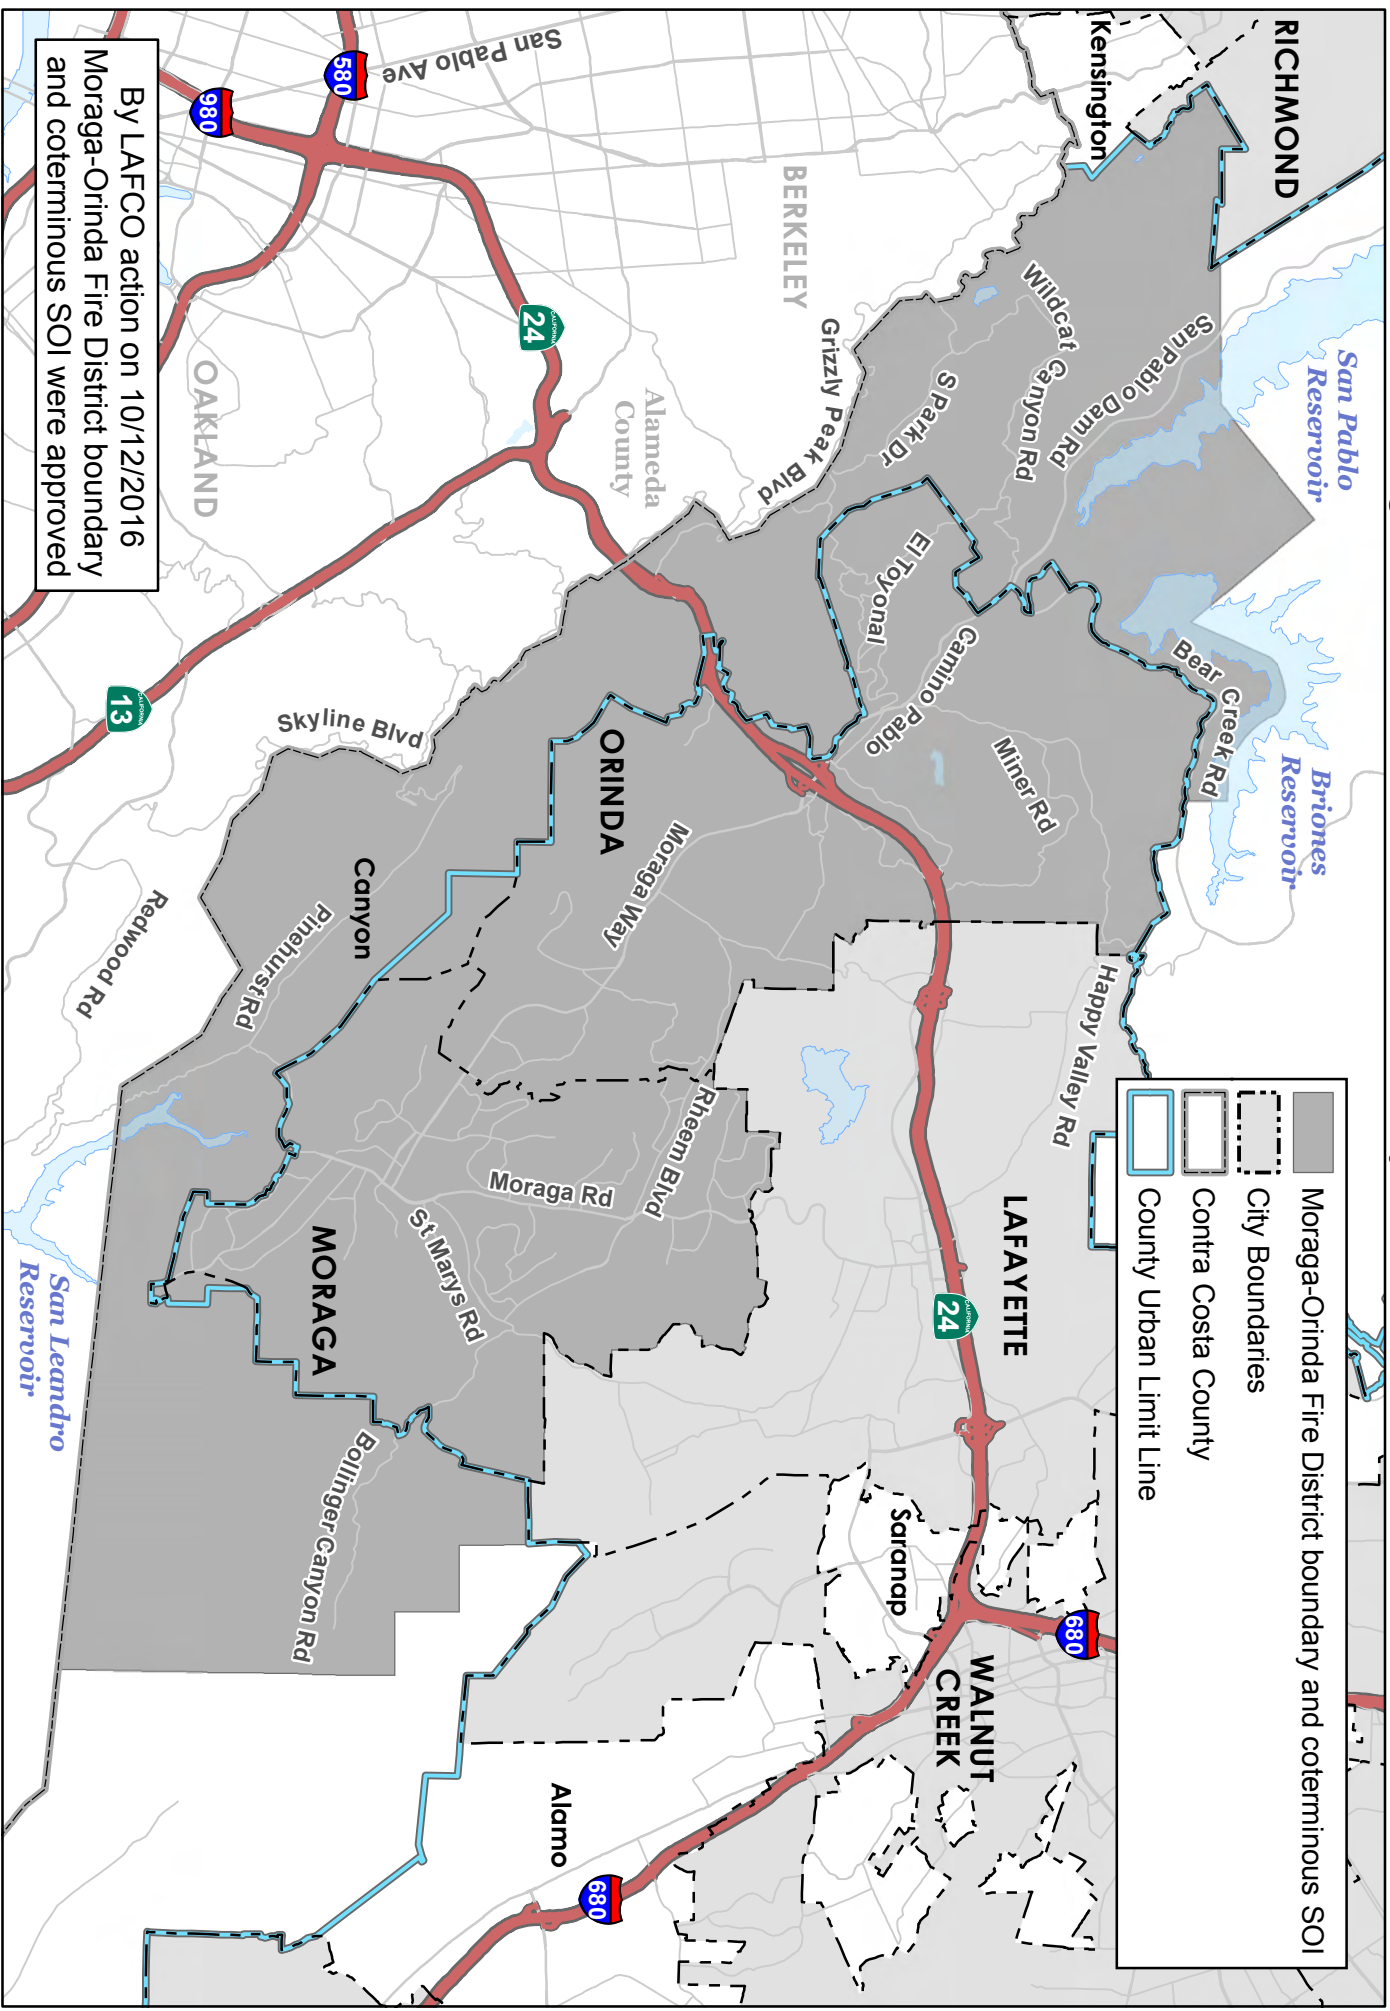 RICHMOND
Kensington
San Pablo
Reservoir
Briones
Reservoir
Wildcat Canyon Rd
San Pablo Dam Rd
S Park Dr
Grizzly Peak Blvd
BERKELEY
San Pablo Ave
580
980
CALIFORNIA
24
Alameda
County
OAKLAND
CALIFORNIA
13
El Toyonal
Camino Pablo
Bear Creek Rd
Miner Rd
Happy Valley Rd
ORINDA
Moraga Way
Skyline Blvd
Canyon
Pinehurst Rd
Redwood Rd
Rheem Blvd
Moraga Rd
St Marys Rd
MORAGA
Bollinger Canyon Rd
San Leandro
Reservoir
LAFAYETTE
CALIFORNIA
24
Saranap
680
WALNUT
CREEK
Alamo
680
Moraga-Orinda Fire District boundary and coterminous SOI
City Boundaries
Contra Costa County
County Urban Limit Line
By LAFCO action on 10/12/2016
Moraga-Orinda Fire District boundary
and coterminous SOI were approved